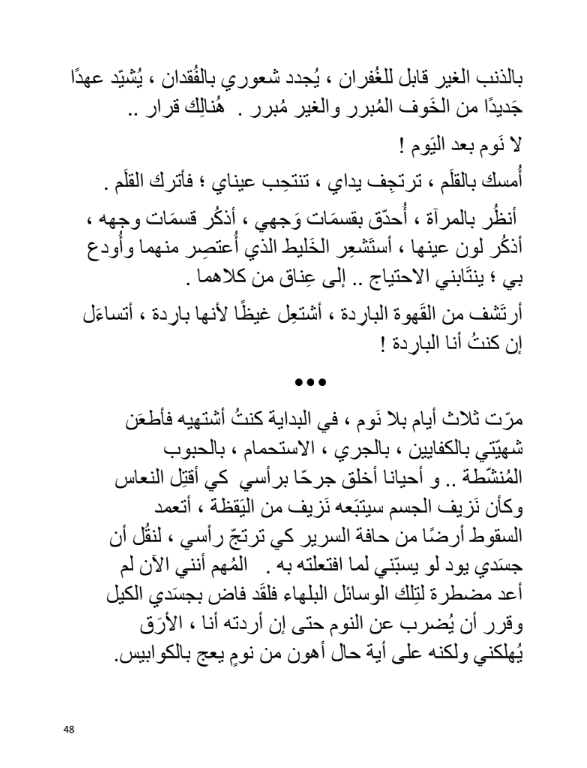 بالذنب الغير قابل للغُفران ، يُجدد شعوري بالفُقدان ، يُشيّد عهدًا
جَديدًا من الخَوف المُبرر والغير مُبرر . هُنالِك قرار ..
لا نَوم بعد اليَوم !
أُمسك بالقلَم ، ترتجِف يداي ، تنتحِب عيناي ؛ فأترك القلَم .
أنظُر بالمرآة ، أُحدّق بقسمَات وَجهي ، أذكُر قسمَات وجهه ،
أذكُر لون عينها ، أستَشعِر الخَليط الذي أُعتصِر منهما وأُودع
بي ؛ ينتَابني الاحتياج .. إلى عِناق من كلاهما .
أرتَشف من القَهوة البارِدة ، أشتعِل غيظًا لأنها بارِدة ، أتساءَل
إن كنتُ أنا البارِدة !
•••
مرّت ثلاث أيام بلا نَوم ، في البداية كنتُ أشتهيه فأطعَن
شهيّتي بالكفايين ، بالجري ، الاستحمام ، بالحبوب
المُنشّطة .. و أحيانا أخلق جرحًا برأسي كي أقتِل النعاس
وكأن نَزيف الجسم سيتبَعه نَزيف من اليَقظة ، أتعمد
السقوط أرضًا من حافة السرير كي ترتجّ رأسي ، لنقُل أن
جسَدي يود لو يسبّني لما افتعلته به . المُهم أنني الآن لم
أعد مضطرة لتِلك الوسائل البلهاء فلقَد فاض بجسَدي الكيل
وقرر أن يُضرب عن النوم حتى إن أردته أنا ، الأرَق
يُهلكني ولكنه على أية حال أهون من نومٍ يعج بالكوابيس.
48